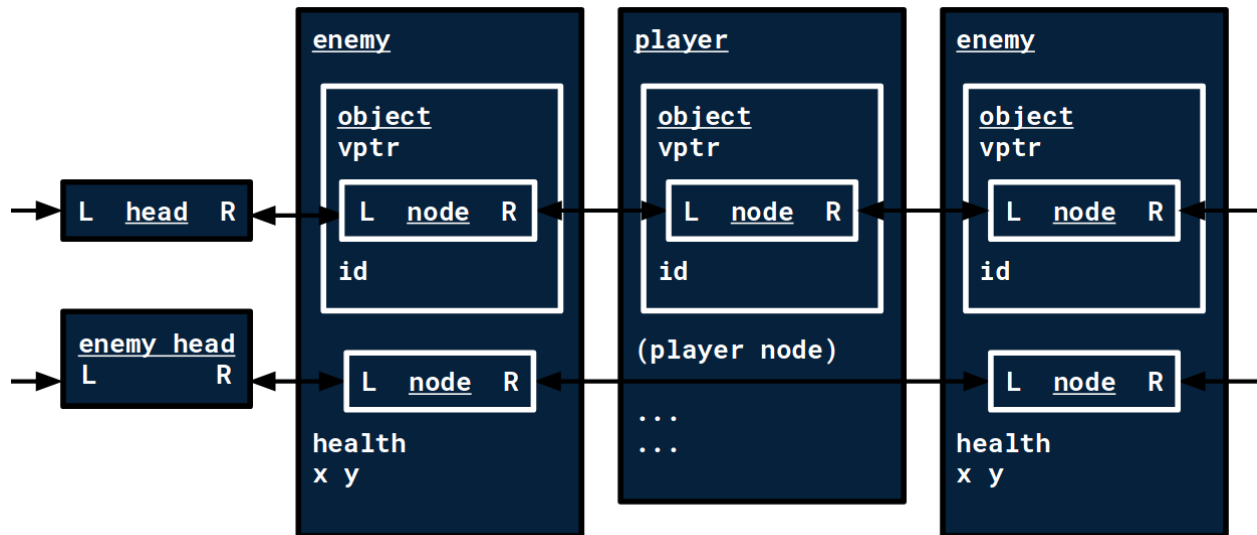 L head R
enemy head
L R
enemy
object
vptr
L node R
id
L node R
health
x y
player
object
vptr
L node R
id
(player node)
...
...
enemy
object
vptr
L node R
id
L node R
health
x y